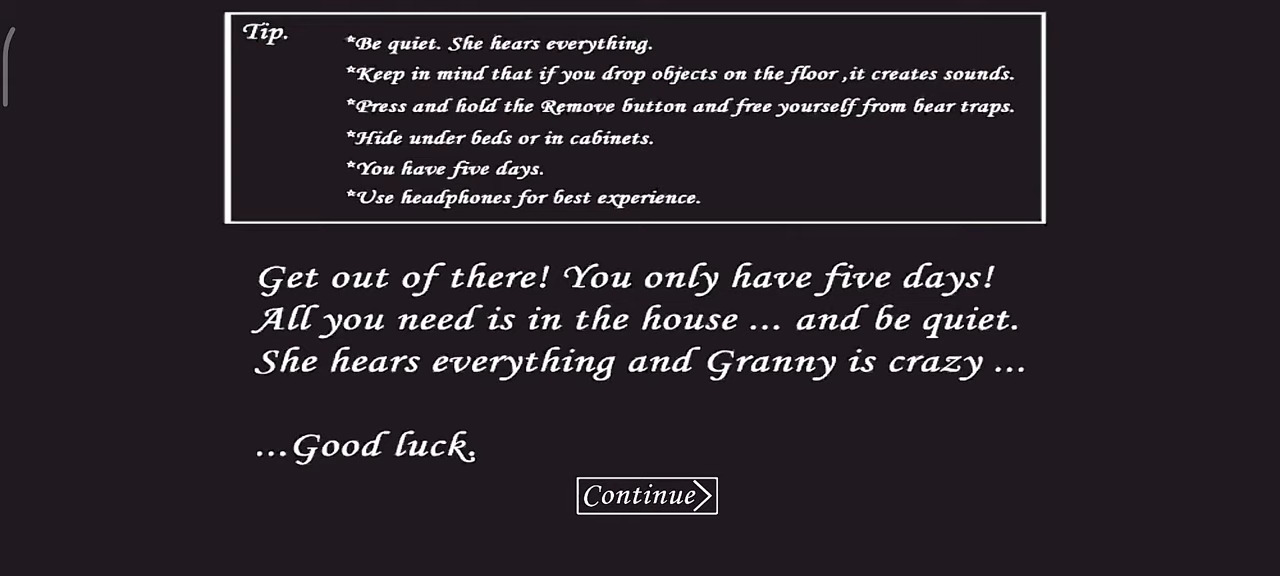 Tip.
*Be quiet. She hears everything.
*Keep in mind that if you drop objects on the floor ,it creates sounds.
*Press and hold the Remove button and free yourself from bear traps.
*Hide under beds or in cabinets.
*You have five days.
*Use headphones for best experience.
Get out of there! You only have five days!
All you need is in the house ... and be quiet.
She hears everything and Granny is crazy ...
...Good luck.
Continue>